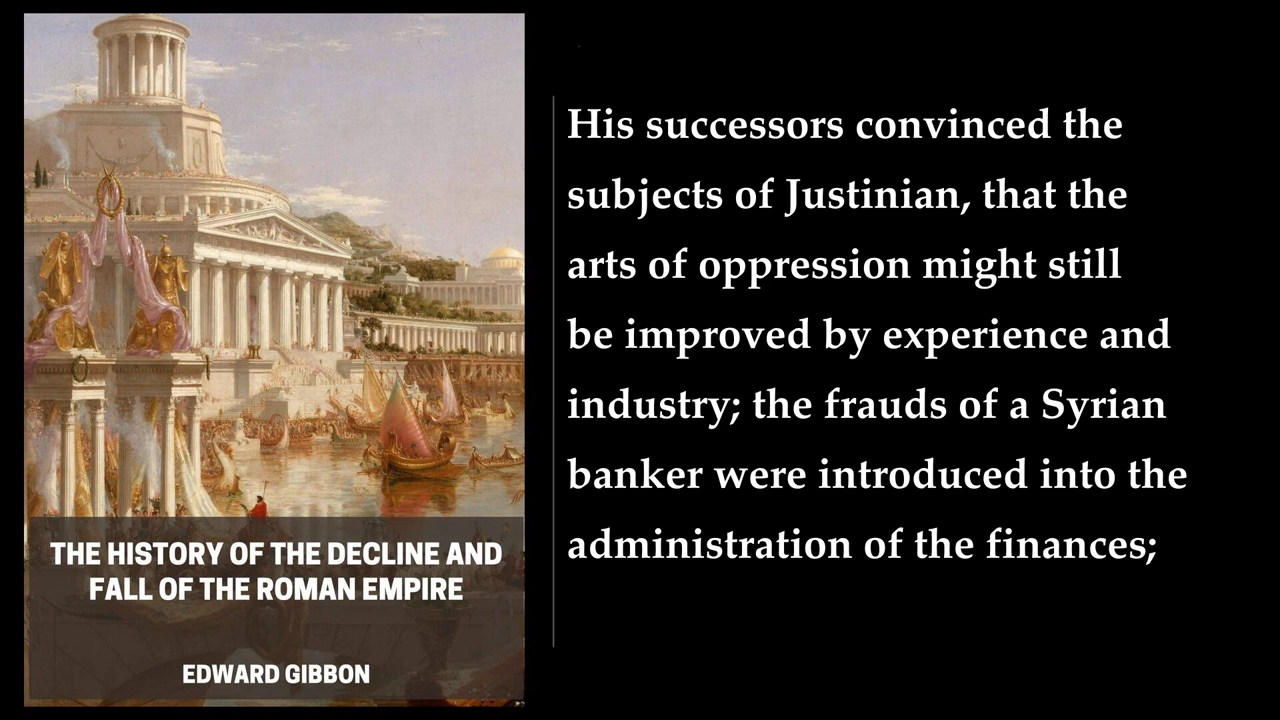 THE HISTORY OF THE DECLINE AND
FALL OF THE ROMAN EMPIRE
EDWARD GIBBON
His successors convinced the
subjects of Justinian, that the
arts of oppression might still
be improved by experience and
industry; the frauds of a Syrian
banker were introduced into the
administration of the finances;